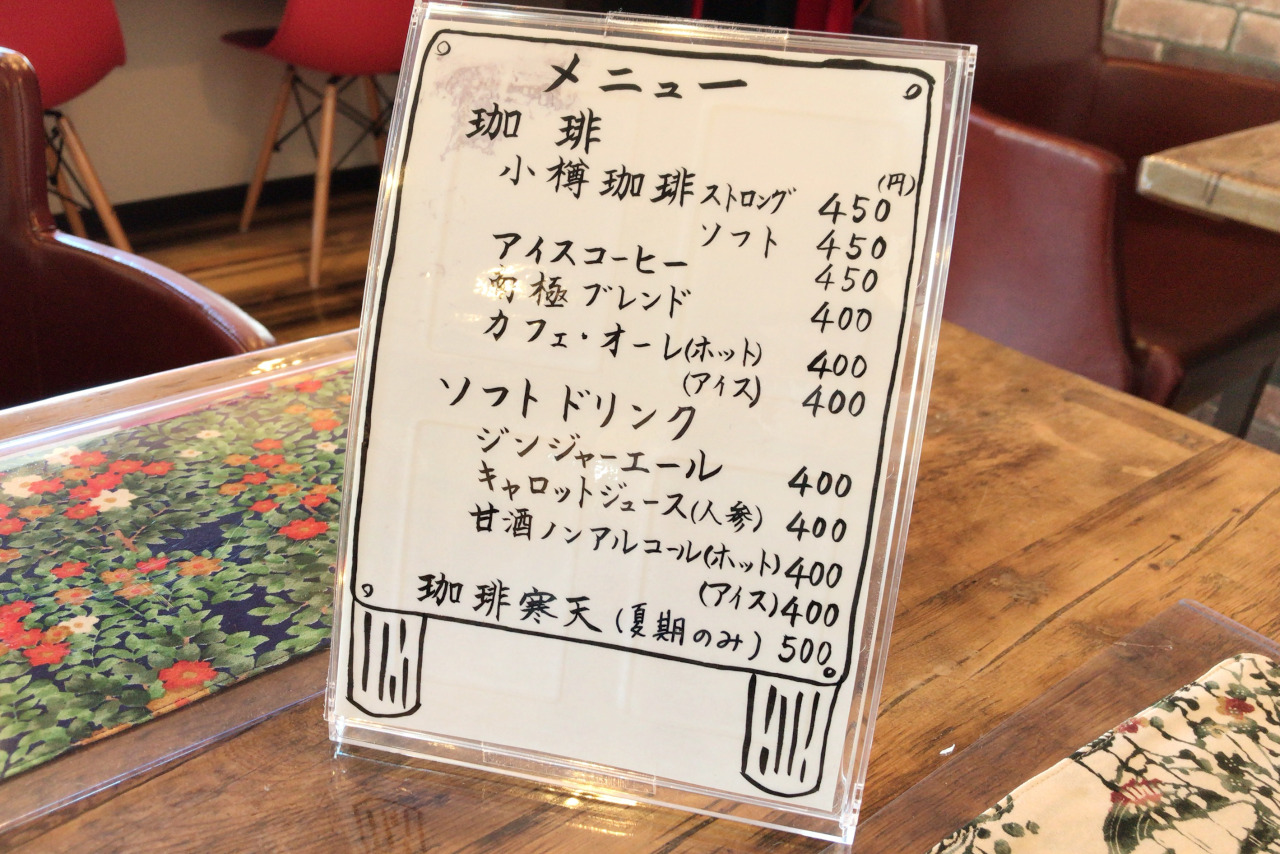 メニュー
珈琲
(円)
小樽珈琲 ストロング 450
ソフト 450
アイスコーヒー 450
南極ブレンド 400
カフェ・オーレ(ホット) 400
(アイス) 400
ソフトドリンク
ジンジャーエール 400
キャロットジュース(人参) 400
甘酒ノンアルコール(ホット) 400
(アイス) 400
珈琲寒天(夏期のみ) 500